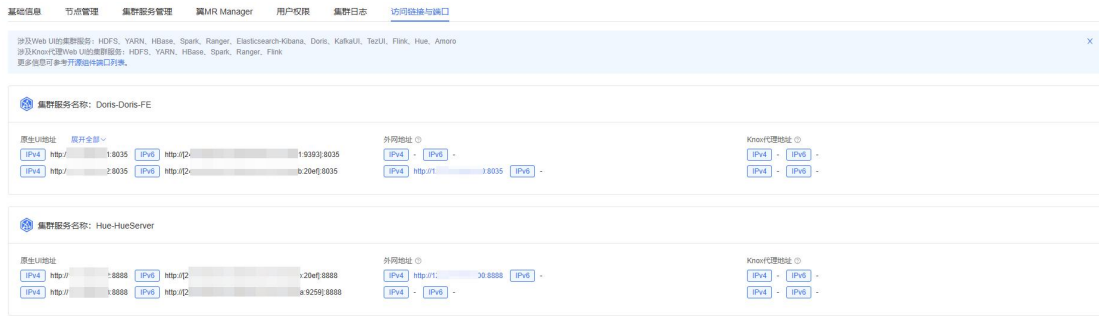 基础信息 节点管理 集群服务管理 翼MR Manager 用户权限 集群日志 访问链接与端口
涉及Web UI的集群服务：HDFS、YARN、HBase、Spark、Ranger、Elasticsearch-Kibana、Doris、KafkaUI、TezUI、Flink、Hue、Amoro
涉及Knox代理Web UI的集群服务：HDFS、YARN、HBase、Spark、Ranger、Flink
更多信息可参考开源组件端口列表。
集群服务名称：Doris-Doris-FE
原生UI地址 展开全部 外网地址 Knox代理地址
IPv4 http:/ 1:8035 IPv6 http://[24 1:9393]:8035 IPv4 - IPv6 - IPv4 - IPv6 -
IPv4 http:/ 2:8035 IPv6 http://[2 b:20ef]:8035 IPv4 http://1 :8035 IPv6 - IPv4 - IPv6 -
集群服务名称：Hue-HueServer
原生UI地址 外网地址 Knox代理地址
IPv4 http:// :8888 IPv6 http://[2 :20ef]:8888 IPv4 http://1 00:8888 IPv6 - IPv4 - IPv6 -
IPv4 http:// :8888 IPv6 http://[2 a:9259]:8888 IPv4 - IPv6 - IPv4 - IPv6 -